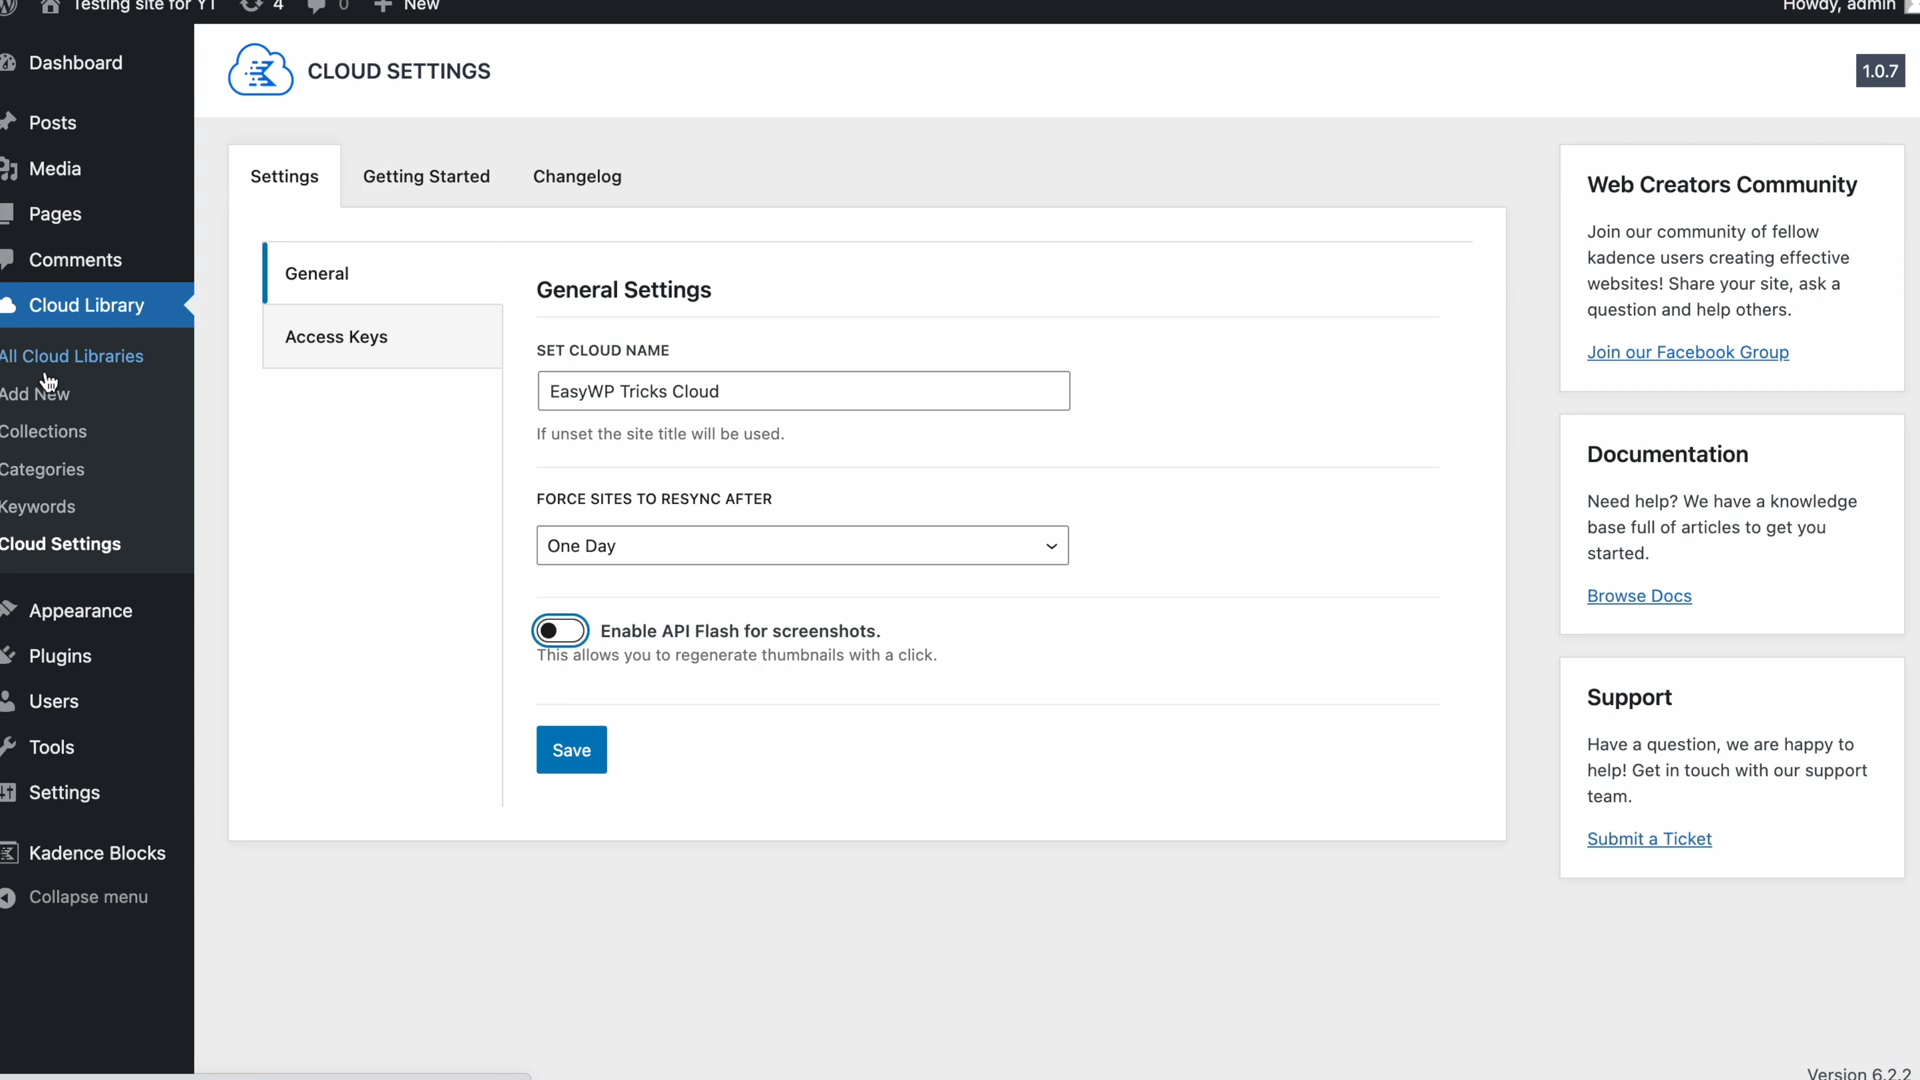 Testing site for YT 4 0 New Howdy, admin
Dashboard
Posts
Media
Pages
Comments
Cloud Library
All Cloud Libraries
Add New
Collections
Categories
Keywords
Cloud Settings
Appearance
Plugins
Users
Tools
Settings
Kadence Blocks
Collapse menu
CLOUD SETTINGS
1.0.7
Settings Getting Started Changelog
General
Access Keys
General Settings
SET CLOUD NAME
EasyWP Tricks Cloud
If unset the site title will be used.
FORCE SITES TO RESYNC AFTER
One Day
Enable API Flash for screenshots.
This allows you to regenerate thumbnails with a click.
Save
Web Creators Community
Join our community of fellow
kadence users creating effective
websites! Share your site, ask a
question and help others.
Join our Facebook Group
Documentation
Need help? We have a knowledge
base full of articles to get you
started.
Browse Docs
Support
Have a question, we are happy to
help! Get in touch with our support
team.
Submit a Ticket
Version 6.2.2